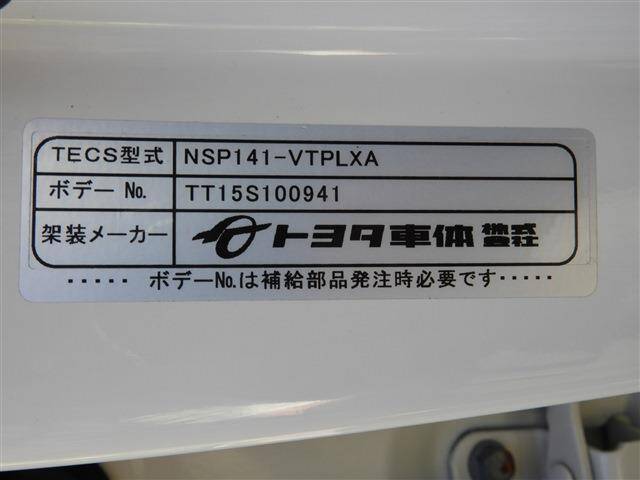 TECS型式 NSP141-VTPLXA
ボデー No. TT15S100941
架装メーカー トヨタ車体 株式会社
・・・・・ ボデーNo.は補給部品発注時必要です・・・・・